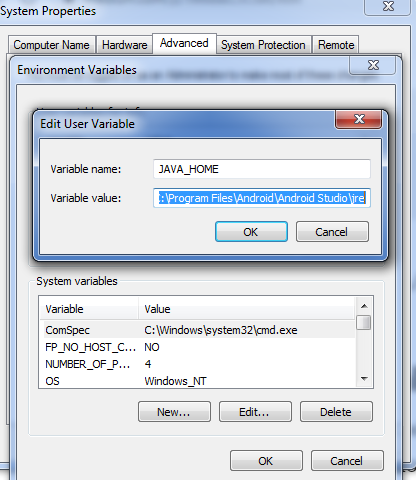 System Properties
Computer Name Hardware Advanced System Protection Remote
Environment Variables
Edit User Variable
Variable name: JAVA_HOME
Variable value: :\Program Files\Android\Android Studio\jre
OK Cancel
System variables
Variable Value
ComSpec C:\Windows\system32\cmd.exe
FP_NO_HOST_C... NO
NUMBER_OF_P... 4
OS Windows_NT
New... Edit... Delete
OK Cancel